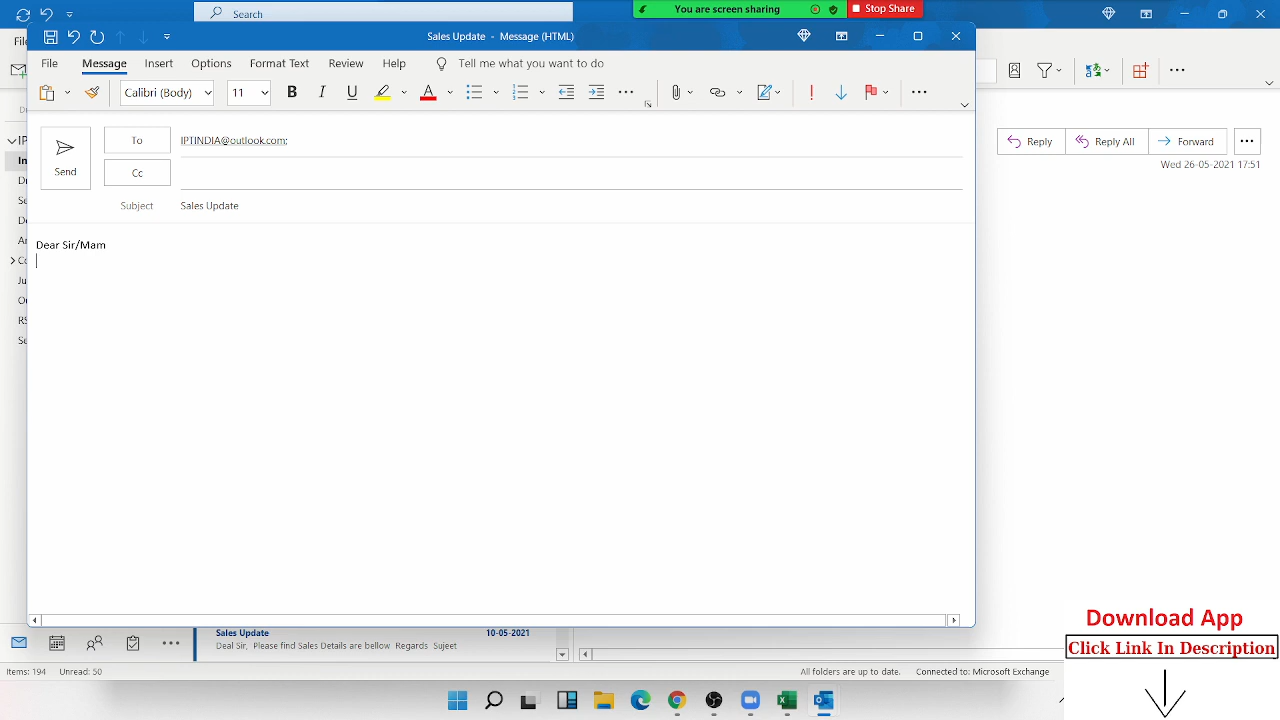 Search
You are screen sharing
Stop Share
Sales Update - Message (HTML)
File
Message
Insert
Options
Format Text
Review
Help
Tell me what you want to do
Calibri (Body)
11
B
I
U
A
Send
To
IPTINDIA@outlook.com;
Cc
Subject
Sales Update
Reply
Reply All
Forward
Wed 26-05-2021 17:51
Dear Sir/Mam
Sales Update
10-05-2021
Deal Sir, Please find Sales Details are bellow Regards Sujeet
Items: 194
Unread: 50
All folders are up to date.
Connected to: Microsoft Exchange
Download App
Click Link In Description